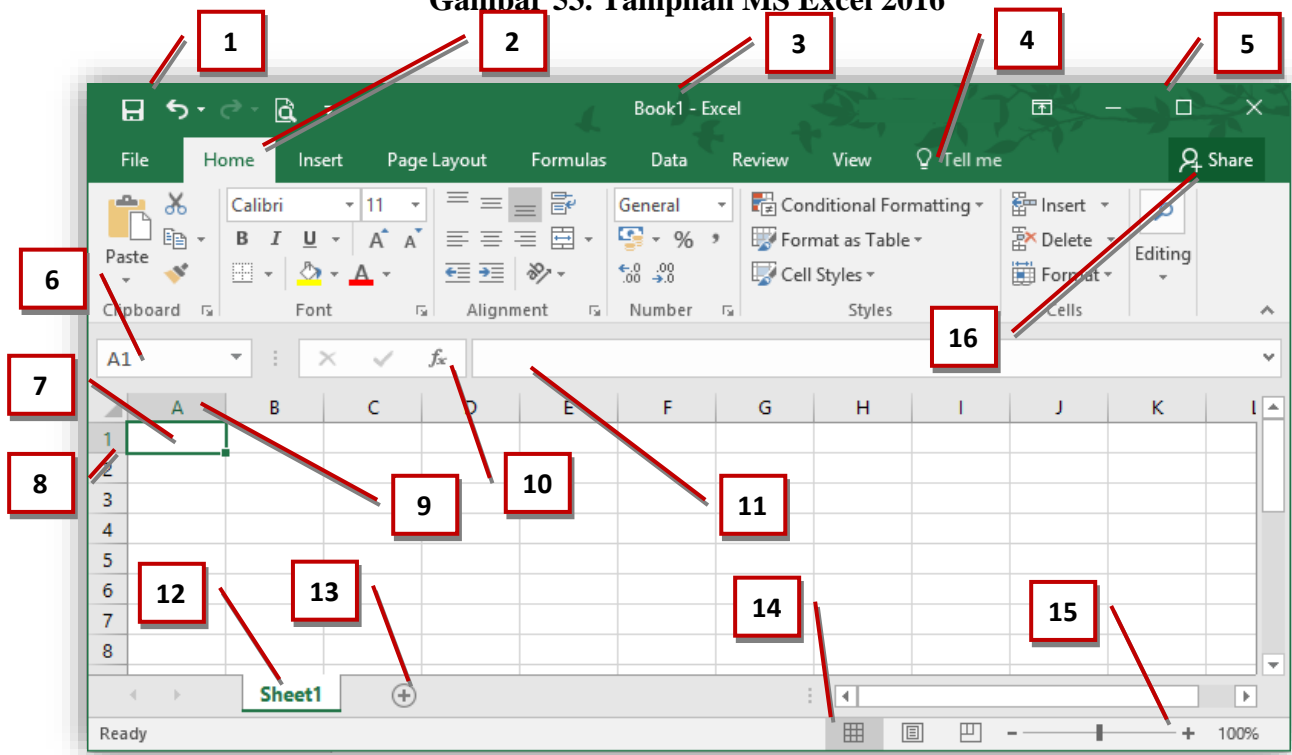 Gambar 33. Tampilan MS Excel 2016
1 2 3 4 5
Book1 - Excel
File Home Insert Page Layout Formulas Data Review View Tell me Share
Calibri 11 General Conditional Formatting Insert
Paste B I U A A % , Format as Table Delete Editing
6
A .00 .00 Cell Styles Format
Clipboard Font Alignment Number Styles Cells
16
A1 fx
7
A B C D E F G H I J K L
1
2
8 9 10 11
3
4
5
6
12 13 14 15
7
8
Sheet1
Ready 100%